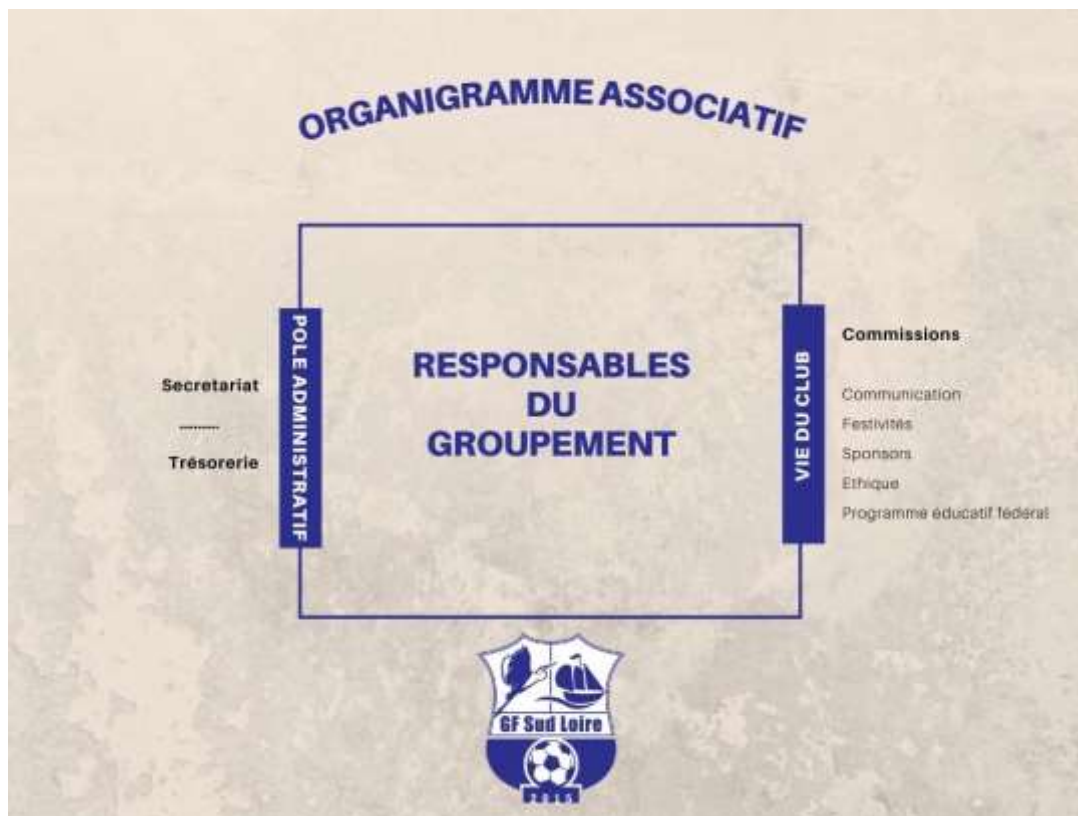 ORGANIGRAMME ASSOCIATIF
POLE ADMINISTRATIF
Secretariat
..........
Trésorerie
RESPONSABLES
DU
GROUPEMENT
VIE DU CLUB
Commissions
Communication
Festivités
Sponsors
Ethique
Programme éducatif fédéral
GF Sud Loire
2015